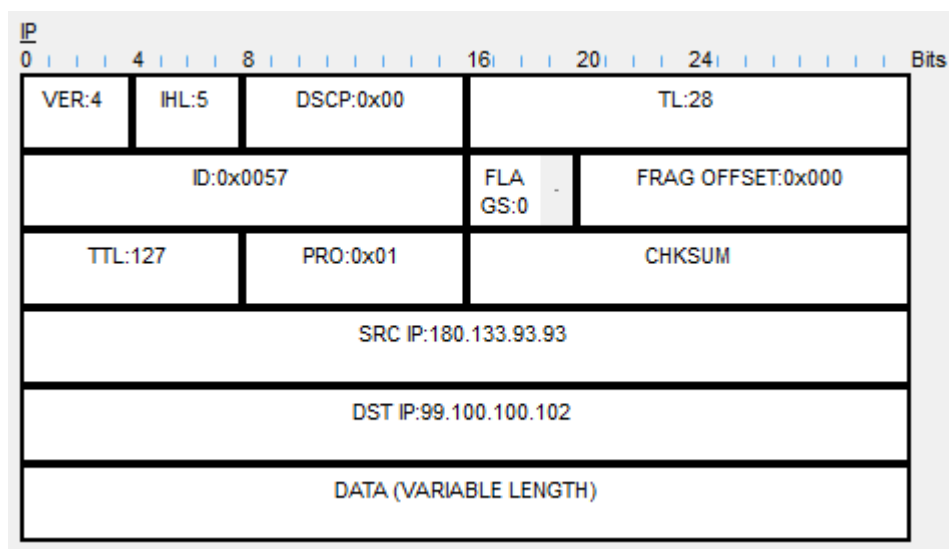 IP
0 4 8 16 20 24 Bits
VER:4 IHL:5 DSCP:0x00 TL:28
ID:0x0057 FLA
GS:0 FRAG OFFSET:0x000
TTL:127 PRO:0x01 CHKSUM
SRC IP:180.133.93.93
DST IP:99.100.100.102
DATA (VARIABLE LENGTH)